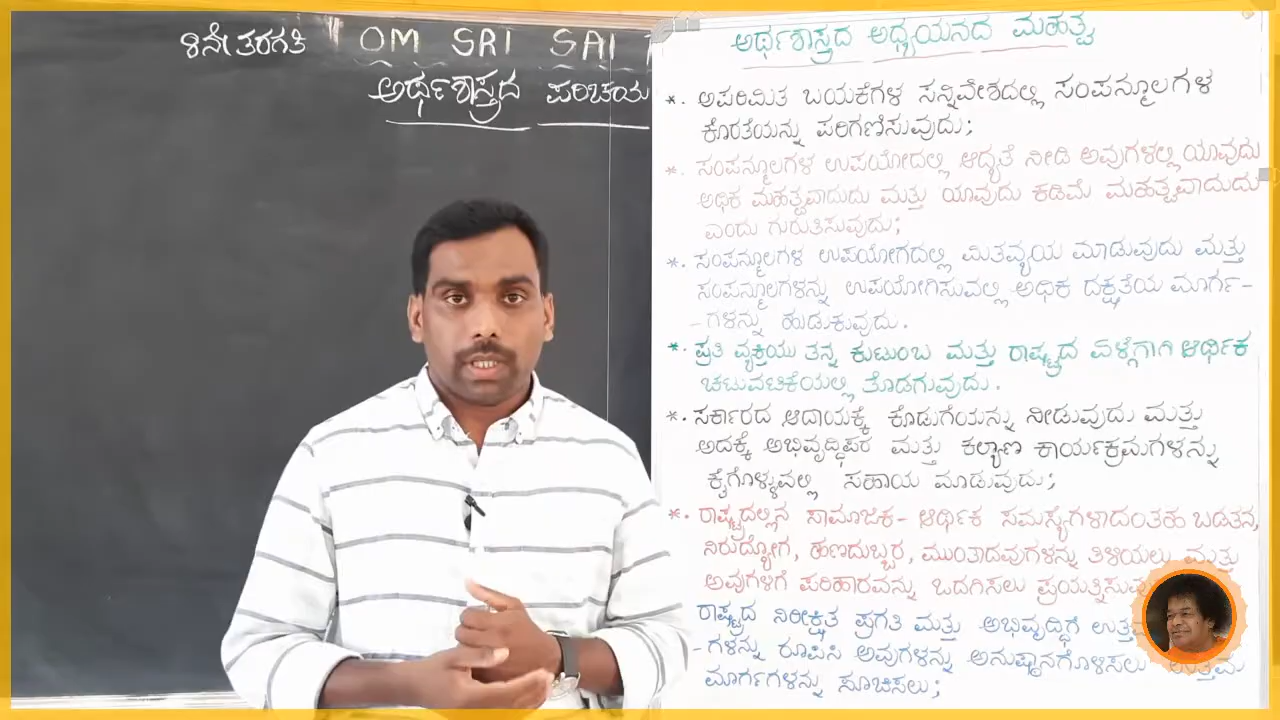 8ನೇ ತರಗತಿ
OM SRI SAI
ಅರ್ಥಶಾಸ್ತ್ರದ ಪರಿಚಯ
ಅರ್ಥಶಾಸ್ತ್ರದ ಅಧ್ಯಯನದ ಮಹತ್ವ
*. ಅಪರಿಮಿತ ಬಯಕೆಗಳ ಸನ್ನಿವೇಶದಲ್ಲಿ ಸಂಪನ್ಮೂಲಗಳ
ಕೊರತೆಯನ್ನು ಪರಿಗಣಿಸುವುದು;
*. ಸಂಪನ್ಮೂಲಗಳ ಉಪಯೋದಲ್ಲಿ ಆದ್ಯತೆ ನೀಡಿ ಅವುಗಳಲ್ಲಿ ಯಾವುದು
ಅಧಿಕ ಮಹತ್ವವಾದುದು ಮತ್ತು ಯಾವುದು ಕಡಿಮೆ ಮಹತ್ವವಾದುದು
ಎಂದು ಗುರುತಿಸುವುದು;
*. ಸಂಪನ್ಮೂಲಗಳ ಉಪಯೋಗದಲ್ಲಿ ಮಿತವ್ಯಯ ಮಾಡುವುದು ಮತ್ತು
ಸಂಪನ್ಮೂಲಗಳನ್ನು ಉಪಯೋಗಿಸುವಲ್ಲಿ ಅಧಿಕ ದಕ್ಷತೆಯ ಮಾರ್ಗ-
-ಗಳನ್ನು ಹುಡುಕುವುದು.
*. ಪ್ರತಿ ವ್ಯಕ್ತಿಯು ತನ್ನ ಕುಟುಂಬ ಮತ್ತು ರಾಷ್ಟ್ರದ ಏಳ್ಗೆಗಾಗಿ ಆರ್ಥಿಕ
ಚಟುವಟಿಕೆಯಲ್ಲಿ ತೊಡಗುವುದು.
*. ಸರ್ಕಾರದ ಆದಾಯಕ್ಕೆ ಕೊಡುಗೆಯನ್ನು ನೀಡುವುದು ಮತ್ತು
ಅದಕ್ಕೆ ಅಭಿವೃದ್ಧಿಪರ ಮತ್ತು ಕಲ್ಯಾಣ ಕಾರ್ಯಕ್ರಮಗಳನ್ನು
ಕೈಗೊಳ್ಳುವಲ್ಲಿ ಸಹಾಯ ಮಾಡುವುದು;
*. ರಾಷ್ಟ್ರದಲ್ಲಿನ ಸಾಮಾಜಿಕ- ಆರ್ಥಿಕ ಸಮಸ್ಯೆಗಳಾದಂತಹ ಬಡತನ,
ನಿರುದ್ಯೋಗ, ಹಣದುಬ್ಬರ, ಮುಂತಾದವುಗಳನ್ನು ತಿಳಿಯಲು ಮತ್ತು
ಅವುಗಳಿಗೆ ಪರಿಹಾರವನ್ನು ಒದಗಿಸಲು
ರಾಷ್ಟ್ರದ ನಿರೀಕ್ಷಿತ ಪ್ರಗತಿ ಮತ್ತು ಅಭಿವೃದ್ಧಿಗೆ
-ಗಳನ್ನು ರೂಪಿಸಿ ಅವುಗಳನ್ನು ಅನುಷ್ಠಾನಗೊಳಿಸಲು ಉತ್ತಮ
ಮಾರ್ಗಗಳನ್ನು ಸೂಚಿಸಲು;